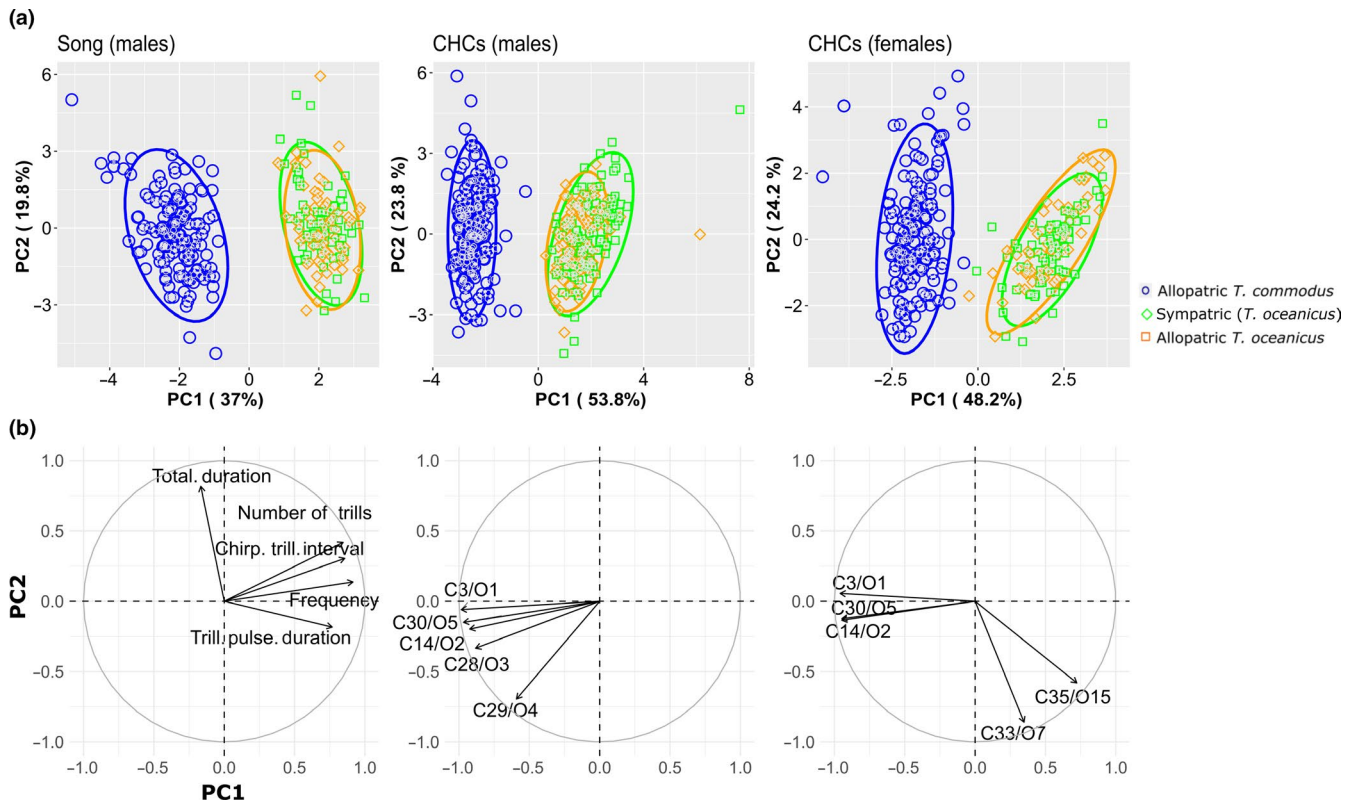 (a)
Song (males)
CHCs (males)
CHCs (females)
6
3
0
−3
PC2 ( 19.8%)
−4
−2
0
2
PC1 ( 37%)
6
3
0
−3
PC2 ( 23.8 %)
−4
0
4
8
PC1 ( 53.8%)
4
2
0
−2
PC2 ( 24.2 %)
−2.5
0.0
2.5
PC1 ( 48.2%)
Allopatric T. commodus
Sympatric (T. oceanicus)
Allopatric T. oceanicus
(b)
PC2
1.0
0.5
0.0
−0.5
−1.0
Total. duration
Number of trills
Chirp. trill. interval
Frequency
Trill. pulse. duration
−1.0
−0.5
0.0
0.5
1.0
PC1
1.0
0.5
0.0
−0.5
−1.0
C3/O1
C30/O5
C14/O2
C28/O3
C29/O4
−1.0
−0.5
0.0
0.5
1.0
1.0
0.5
0.0
−0.5
−1.0
C3/O1
C30/O5
C14/O2
C35/O15
C33/O7
−1.0
−0.5
0.0
0.5
1.0